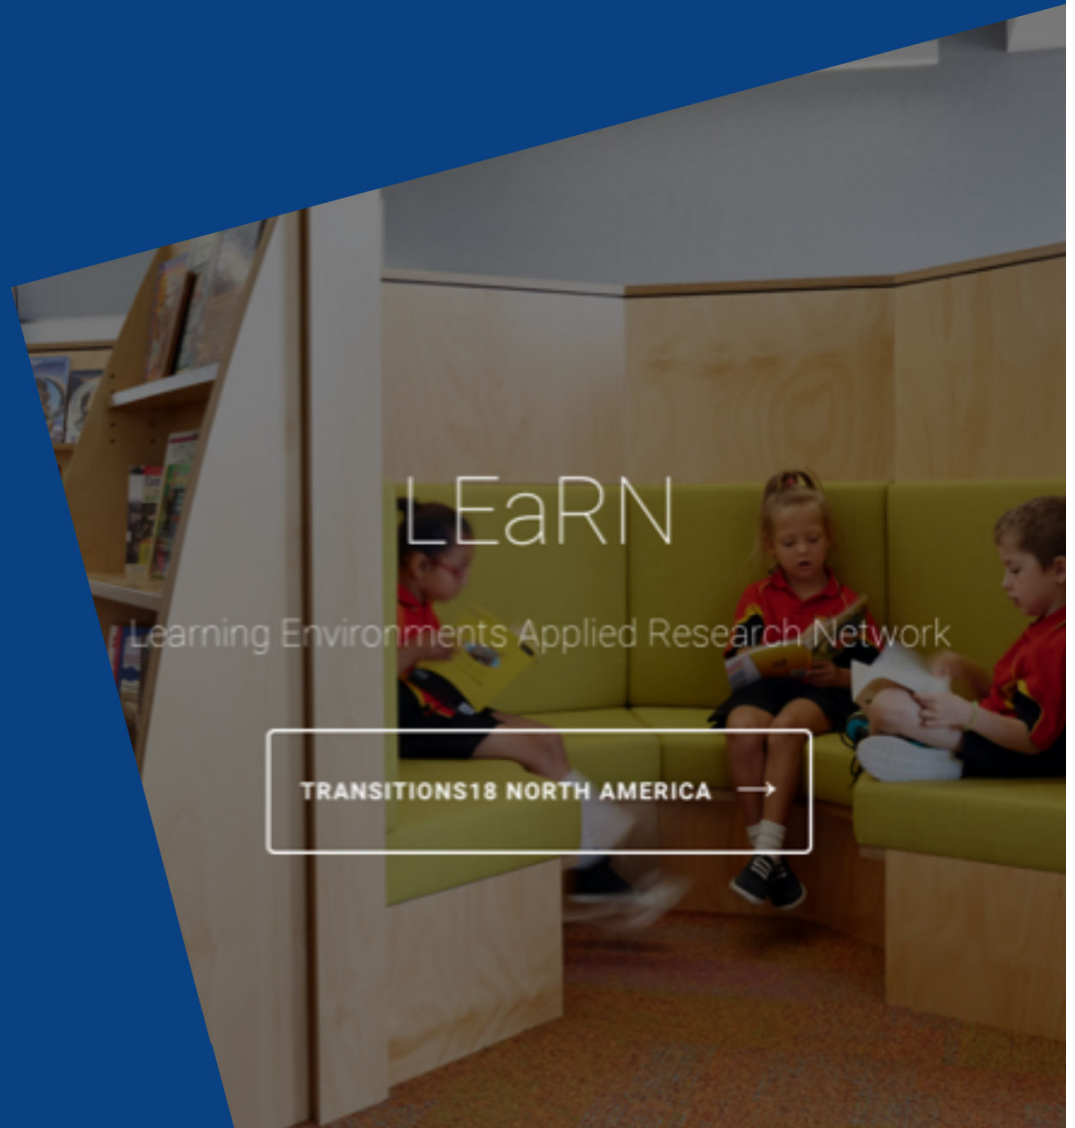 LEaRN
Learning Environments Applied Research Network
TRANSITIONS18 NORTH AMERICA →